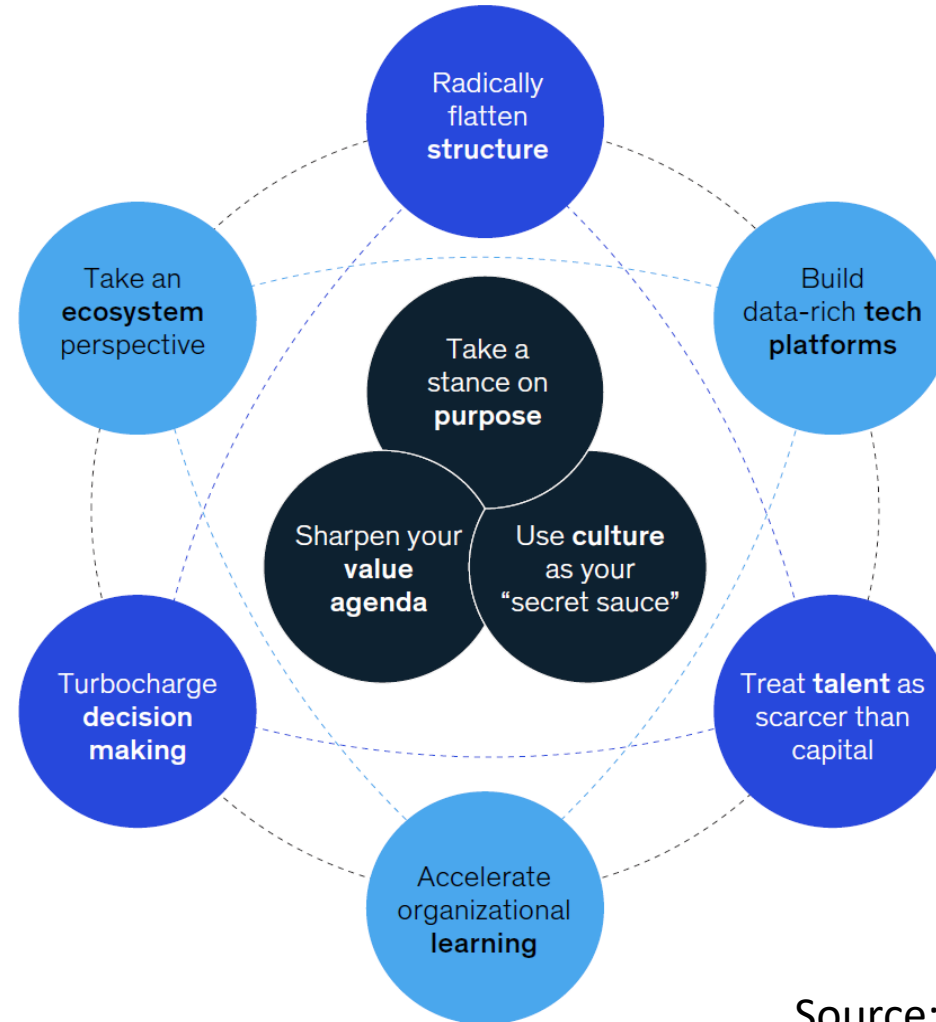 Radically
flatten
structure
Take an
ecosystem
perspective
Build
data-rich tech
platforms
Take a
stance on
purpose
Sharpen your
value
agenda
Use culture
as your
“secret sauce”
Turbocharge
decision
making
Treat talent as
scarcer than
capital
Accelerate
organizational
learning
Source: